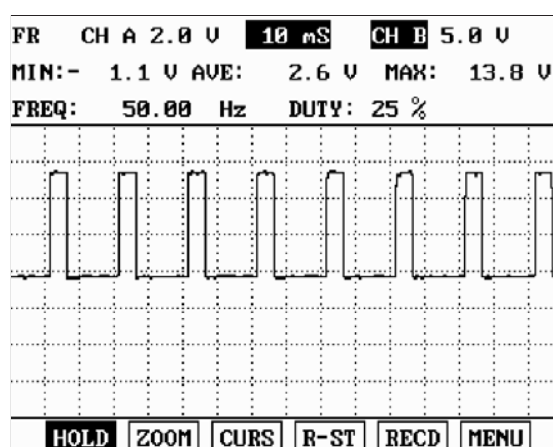 FR CH A 2.0 V 10 mS CH B 5.0 V
MIN:- 1.1 V AVE: 2.6 V MAX: 13.8 V
FREQ: 50.00 Hz DUTY: 25 %
HOLD ZOOM CURS R-ST RECD MENU